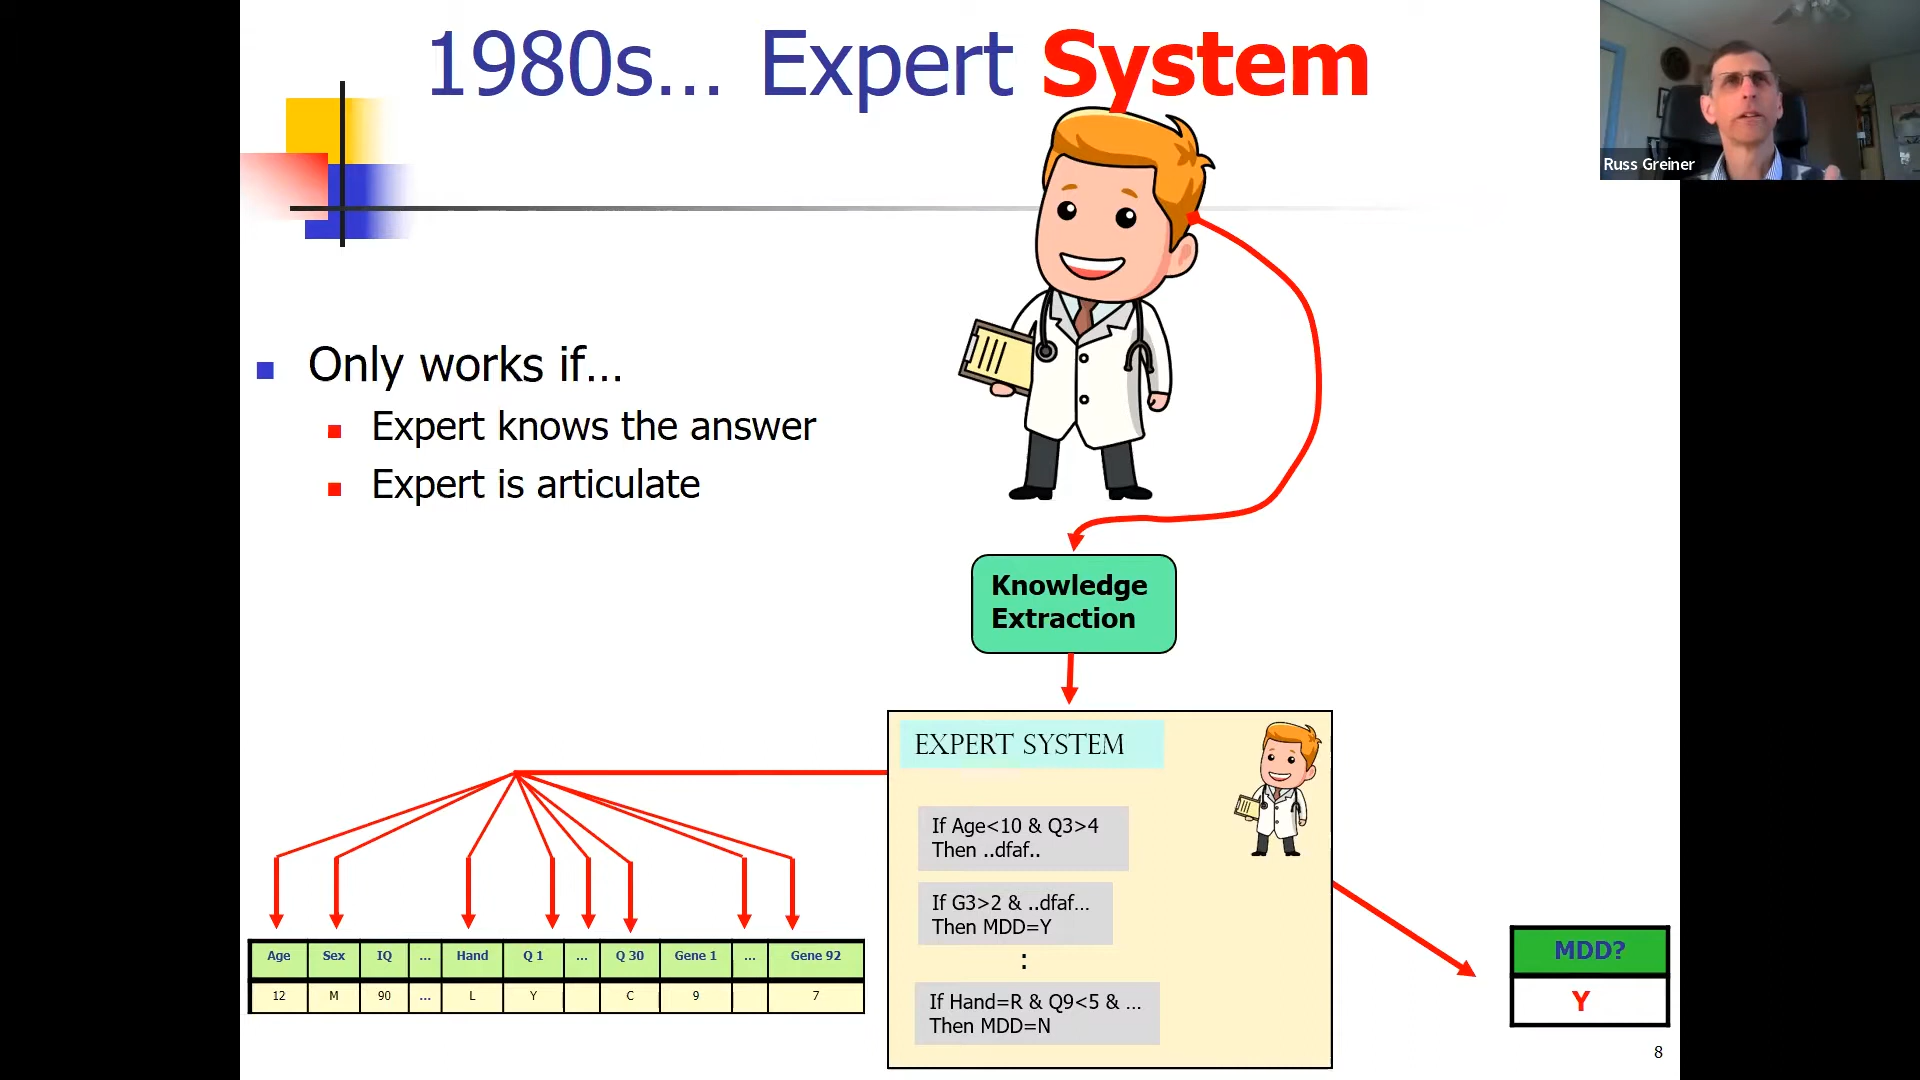 1980s... Expert System
Russ Greiner
Only works if...
Expert knows the answer
Expert is articulate
Knowledge
Extraction
EXPERT SYSTEM
If Age<10 & Q3>4
Then ..dfaf..
If G3>2 & ..dfaf...
Then MDD=Y
:
If Hand=R & Q9<5 & ...
Then MDD=N
Age Sex IQ ... Hand Q 1 ... Q 30 Gene 1 ... Gene 92
12 M 90 ... L Y C 9 7
MDD?
Y
8